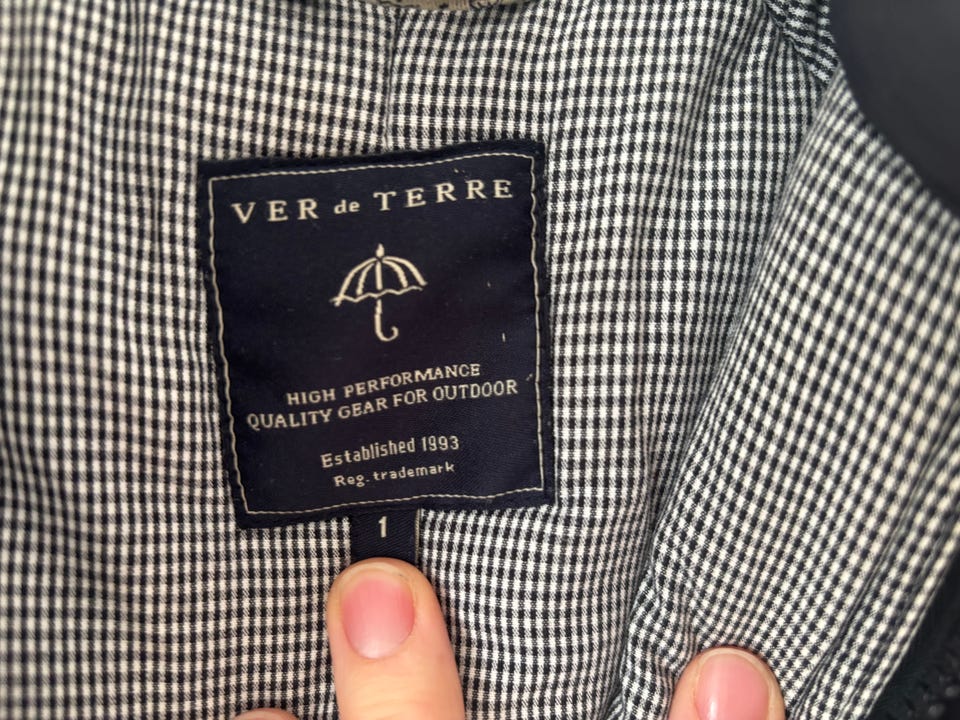 VER de TERRE
HIGH PERFORMANCE
QUALITY GEAR FOR OUTDOOR
Established 1993
Reg. trademark
1